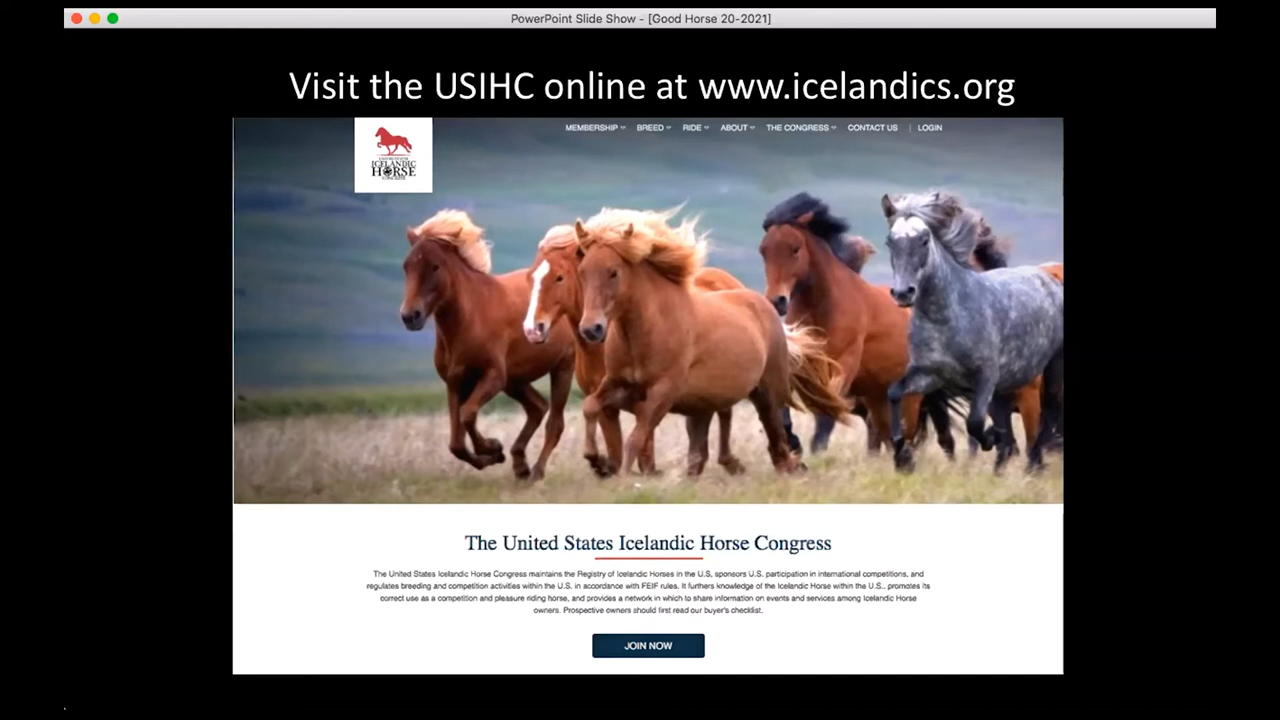 PowerPoint Slide Show - [Good Horse 20-2021]
Visit the USIHC online at www.icelandics.org
MEMBERSHIP BREED RIDE ABOUT THE CONGRESS CONTACT US | LOGIN
ICELANDIC
HORSE
The United States Icelandic Horse Congress
The United States Icelandic Horse Congress maintains the Registry of Icelandic Horses in the U.S, sponsors U.S. participation in international competitions, and
regulates breeding and competition activities within the U.S. in accordance with FEIF rules. It furthers knowledge of the Icelandic Horse within the U.S., promotes its
correct use as a competition and pleasure riding horse, and provides a network in which to share information on events and services among Icelandic Horse
owners. Prospective owners should first read our buyer's checklist.
JOIN NOW